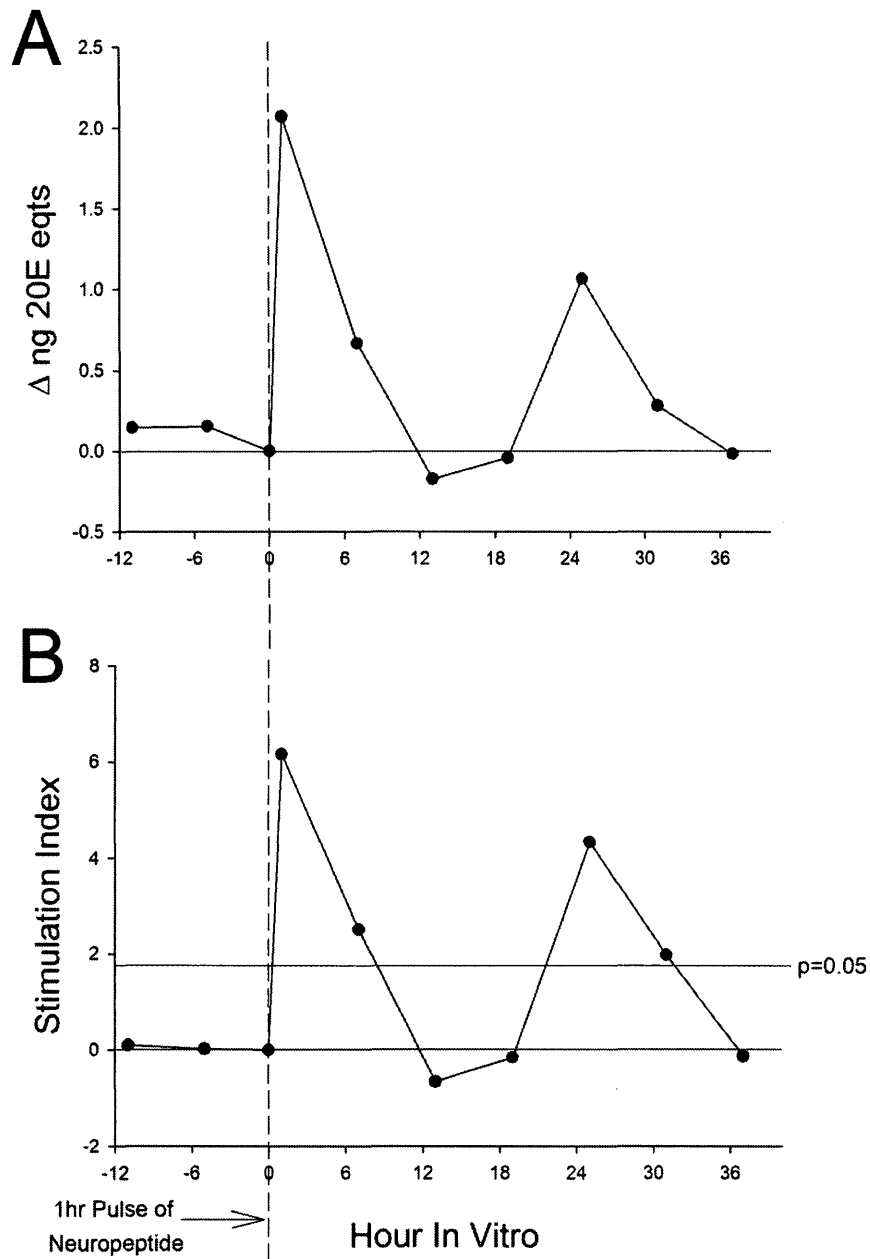 A
2.5
2.0
1.5
1.0
0.5
0.0
-0.5
Δ ng 20E eqts
-12 -6 0 6 12 18 24 30 36
B
8
6
4
2
0
-2
Stimulation Index
p=0.05
-12 -6 0 6 12 18 24 30 36
1hr Pulse of
Neuropeptide
Hour In Vitro